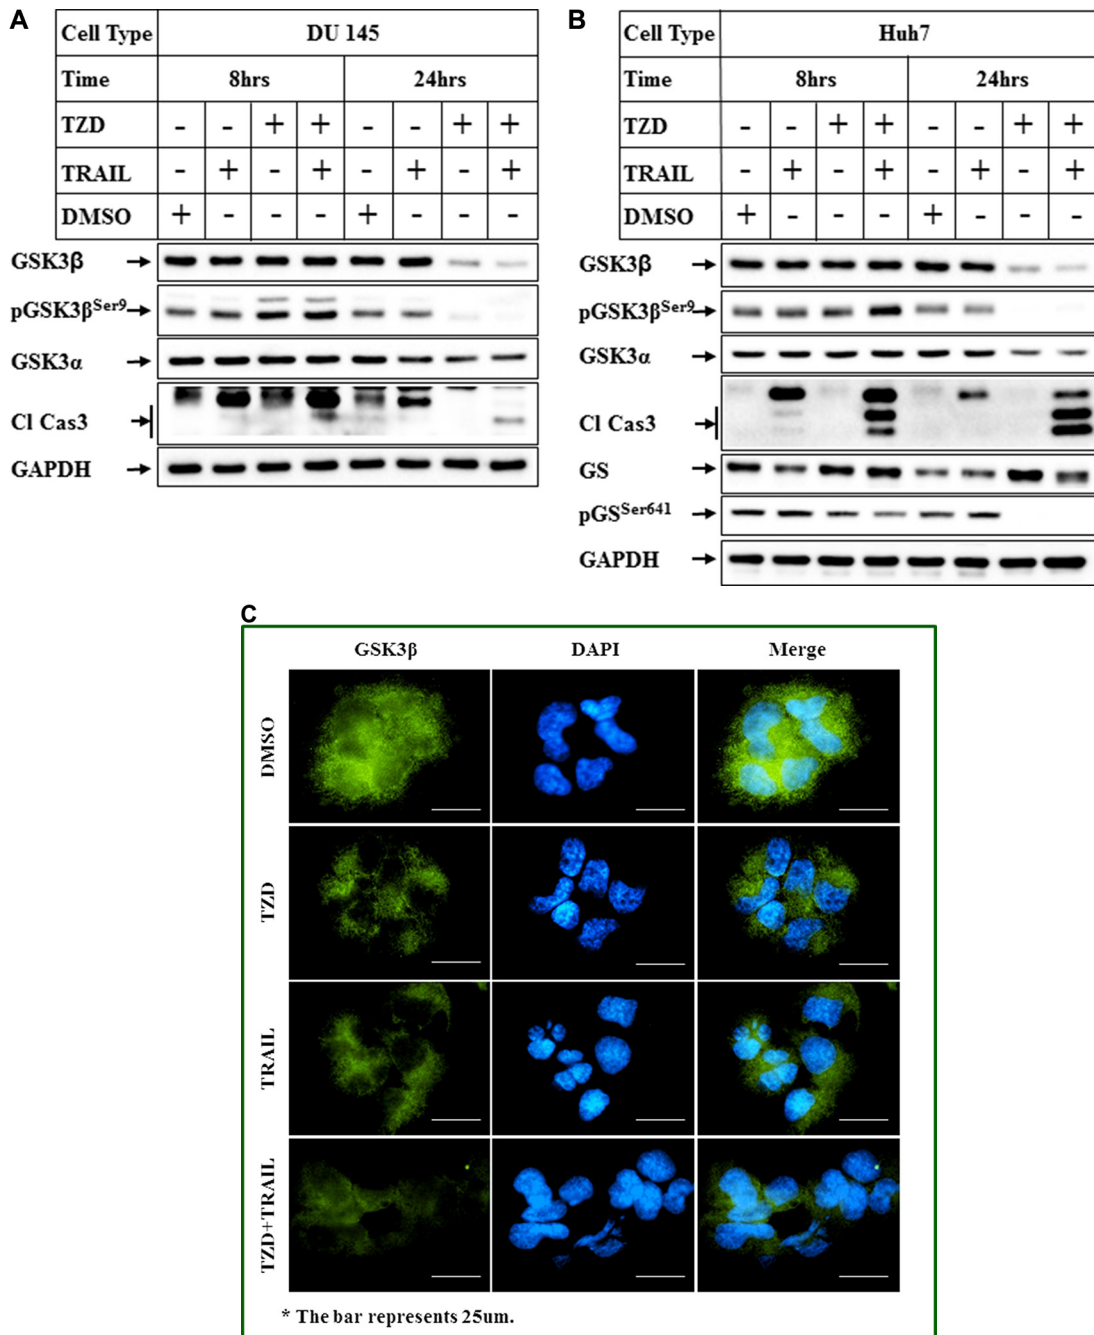 A
Cell Type DU 145
Time 8hrs 24hrs
TZD - - + + - - + +
TRAIL - + - + - + - +
DMSO + - - - + - - -
GSK3β
pGSK3β^Ser9
GSK3α
Cl Cas3
GAPDH
B
Cell Type Huh7
Time 8hrs 24hrs
TZD - - + + - - + +
TRAIL - + - + - + - +
DMSO + - - - + - - -
GSK3β
pGSK3β^Ser9
GSK3α
Cl Cas3
GS
pGS^Ser641
GAPDH
C
GSK3β DAPI Merge
DMSO
TZD
TRAIL
TZD+TRAIL
* The bar represents 25um.